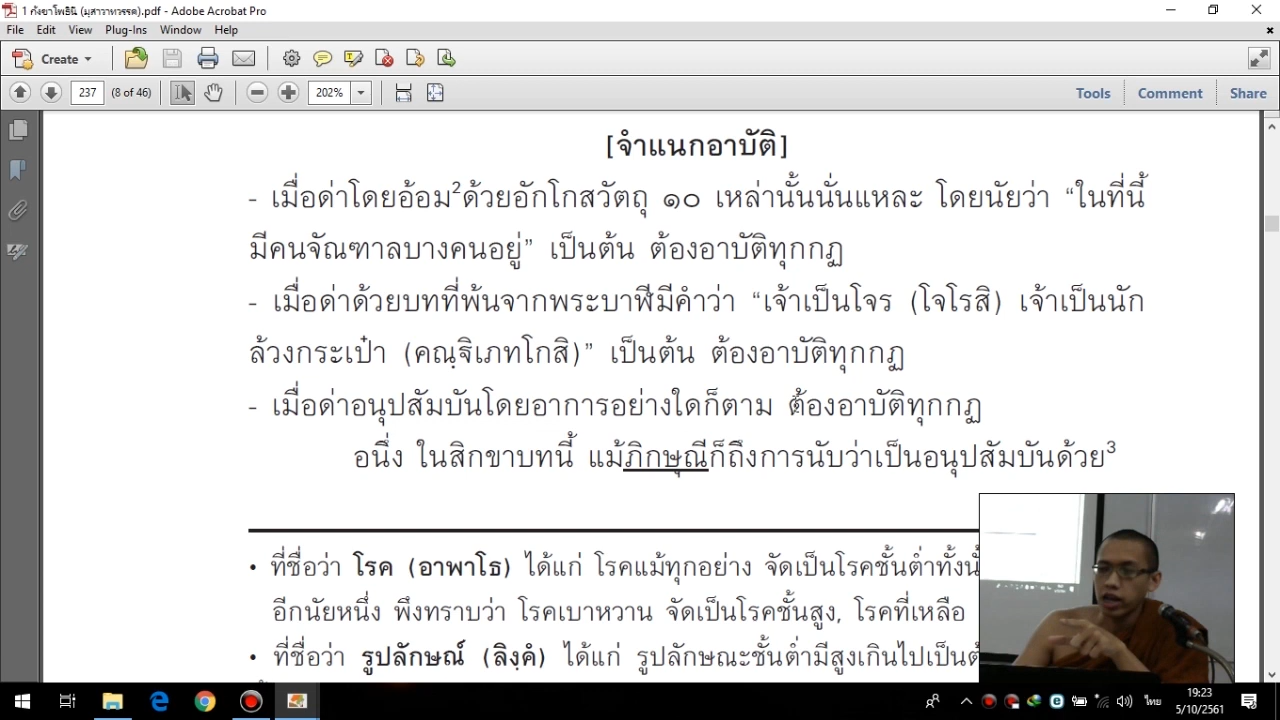 1 กังขาโพธินี (มุสาวาทวรรค).pdf - Adobe Acrobat Pro
File Edit View Plug-Ins Window Help
Create
237 (8 of 46) 202% Tools Comment Share
[จำแนกอาบัติ]
- เมื่อด่าโดยอ้อม2ด้วยอักโกสวัตถุ ๑๐ เหล่านั้นนั่นแหละ โดยนัยว่า “ในที่นี้
มีคนจัณฑาลบางคนอยู่” เป็นต้น ต้องอาบัติทุกกฏ
- เมื่อด่าด้วยบทที่พ้นจากพระบาฬีมีคำว่า “เจ้าเป็นโจร (โจโรสิ) เจ้าเป็นนัก
ล้วงกระเป๋า (คณฺจิเภทโกสิ)” เป็นต้น ต้องอาบัติทุกกฏ
- เมื่อด่าอนุปสัมบันโดยอาการอย่างใดก็ตาม ต้องอาบัติทุกกฏ
อนึ่ง ในสิกขาบทนี้ แม้ภิกษุณีก็ถึงการนับว่าเป็นอนุปสัมบันด้วย3
• ที่ชื่อว่า โรค (อาพาโธ) ได้แก่ โรคแม้ทุกอย่าง จัดเป็นโรคชั้นต่ำทั้งนั้
อีกนัยหนึ่ง พึงทราบว่า โรคเบาหวาน จัดเป็นโรคชั้นสูง, โรคที่เหลือ
• ที่ชื่อว่า รูปลักษณ์ (ลิงฺคํ) ได้แก่ รูปลักษณะชั้นต่ำมีสูงเกินไปเป็นต้
ไทย 19:23
5/10/2561